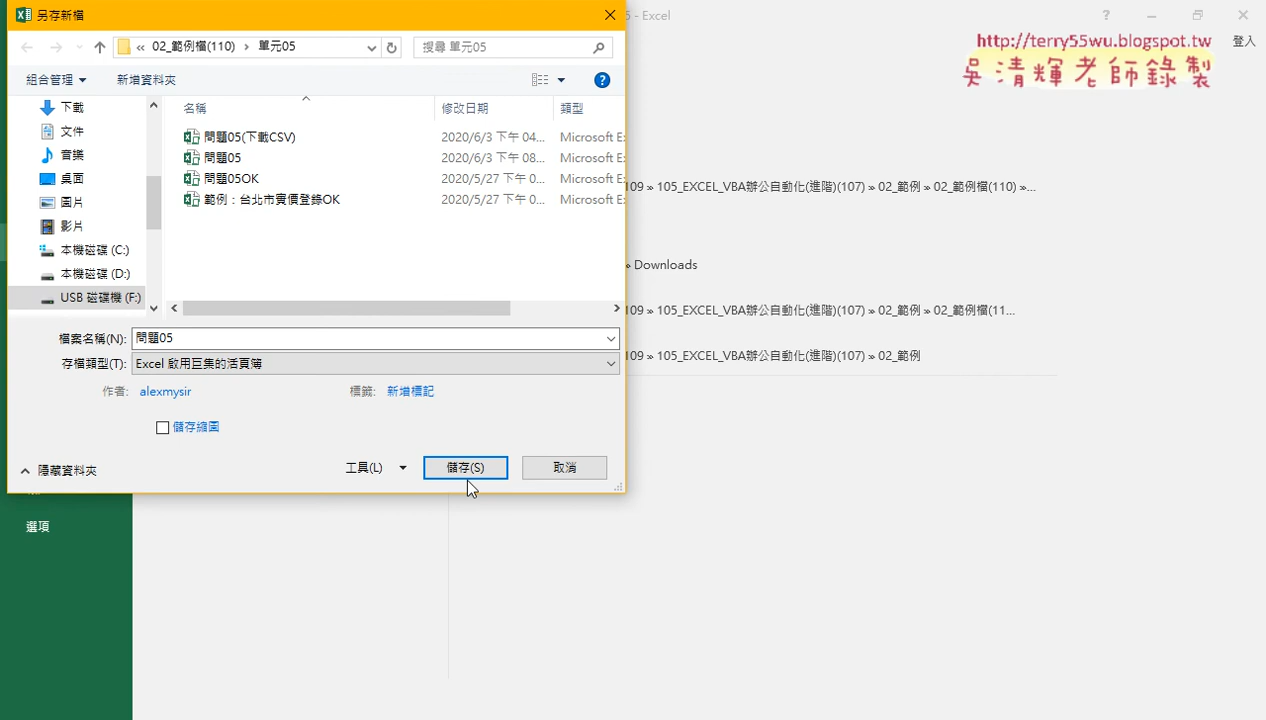 另存新檔
5 - Excel
http://terry55wu.blogspot.tw
吳清輝老師錄製
登入
« 02_範例檔(110) › 單元05
搜尋 單元05
組合管理
新增資料夾
名稱
修改日期
類型
下載
文件
音樂
桌面
圖片
影片
本機磁碟 (C:)
本機磁碟 (D:)
USB 磁碟機 (F:)
問題05(下載CSV)
2020/6/3 下午 04...
Microsoft E
問題05
2020/6/3 下午 08...
Microsoft E
問題05OK
2020/5/27 下午 0...
Microsoft E
範例：台北市實價登錄OK
2020/5/27 下午 0...
Microsoft E
109 » 105_EXCEL_VBA辦公自動化(進階)(107) » 02_範例 » 02_範例檔(110) »...
» Downloads
109 » 105_EXCEL_VBA辦公自動化(進階)(107) » 02_範例 » 02_範例檔(11...
109 » 105_EXCEL_VBA辦公自動化(進階)(107) » 02_範例
檔案名稱(N):
問題05
存檔類型(T):
Excel 啟用巨集的活頁簿
作者:
alexmysir
標籤:
新增標記
儲存縮圖
隱藏資料夾
工具(L)
儲存(S)
取消
選項